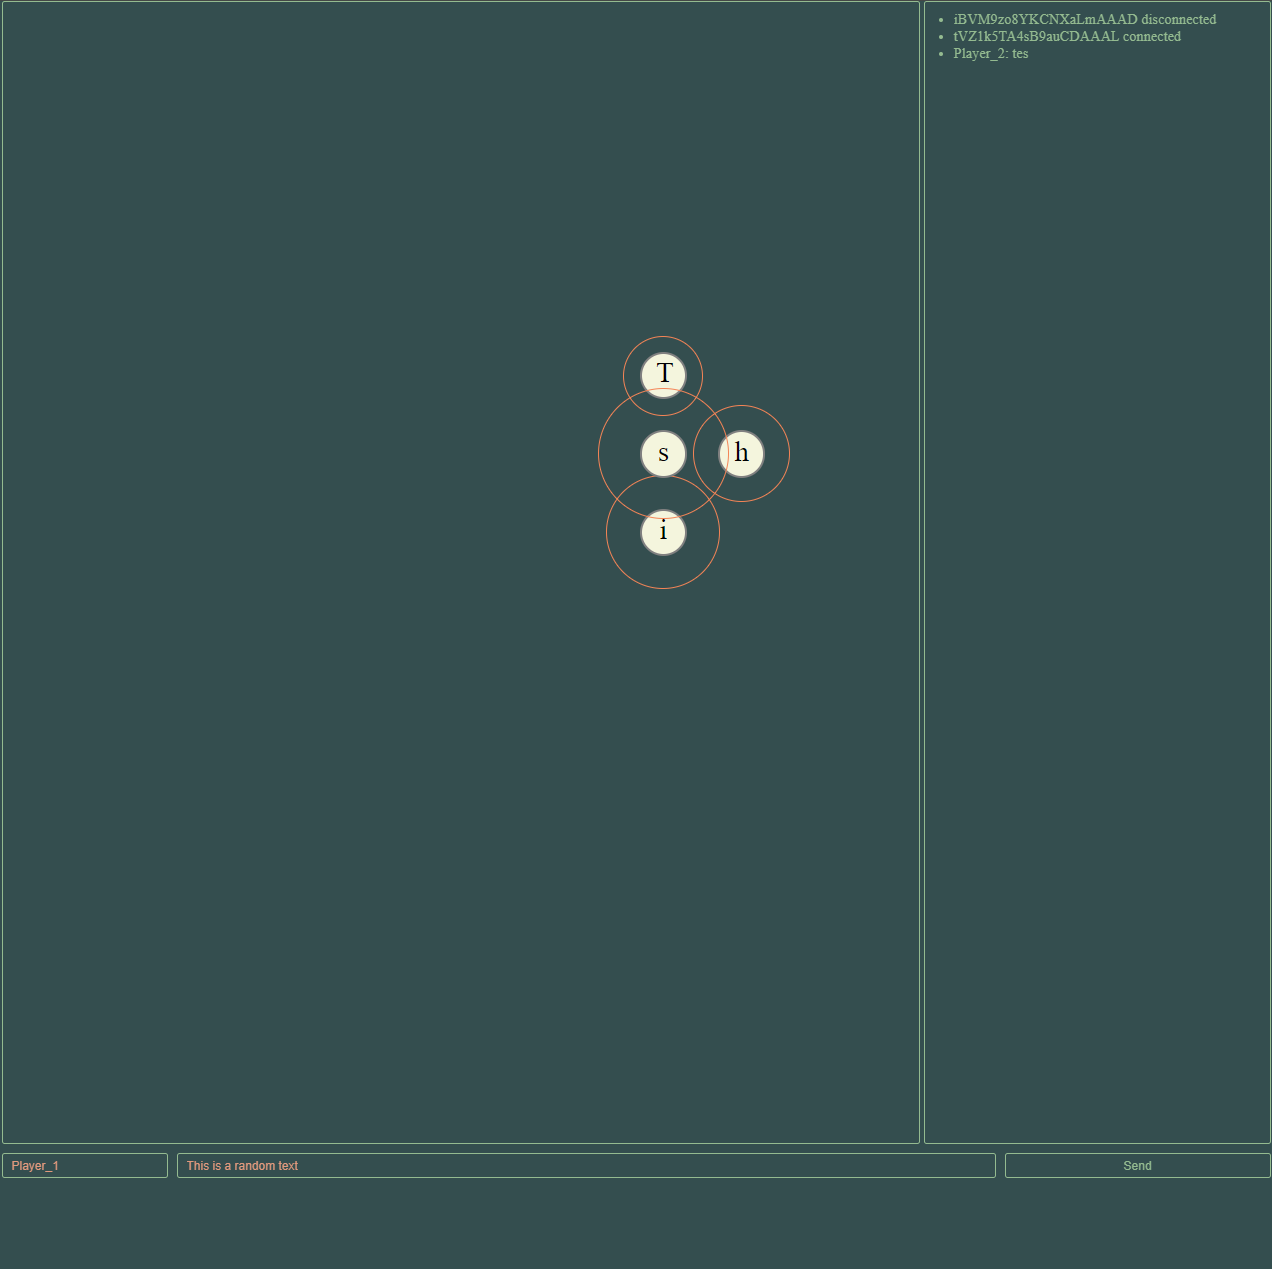 iBVM9zo8YKCNXaLmAAAD disconnected
tVZ1k5TA4sB9auCDAAAL connected
Player_2: tes
T
s h
i
Player_1 This is a random text Send